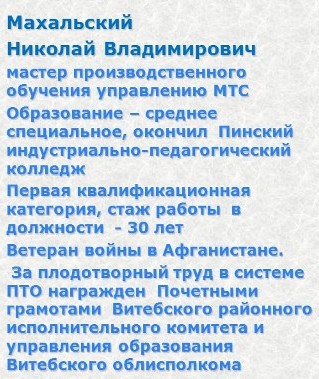 Махальский
Николай Владимирович
мастер производственного
обучения управлению МТС
Образование – среднее
специальное, окончил Пинский
индустриально-педагогический
колледж
Первая квалификационная
категория, стаж работы в
должности - 30 лет
Ветеран войны в Афганистане.
За плодотворный труд в системе
ПТО награжден Почетными
грамотами Витебского районного
исполнительного комитета и
управления образования
Витебского облисполкома